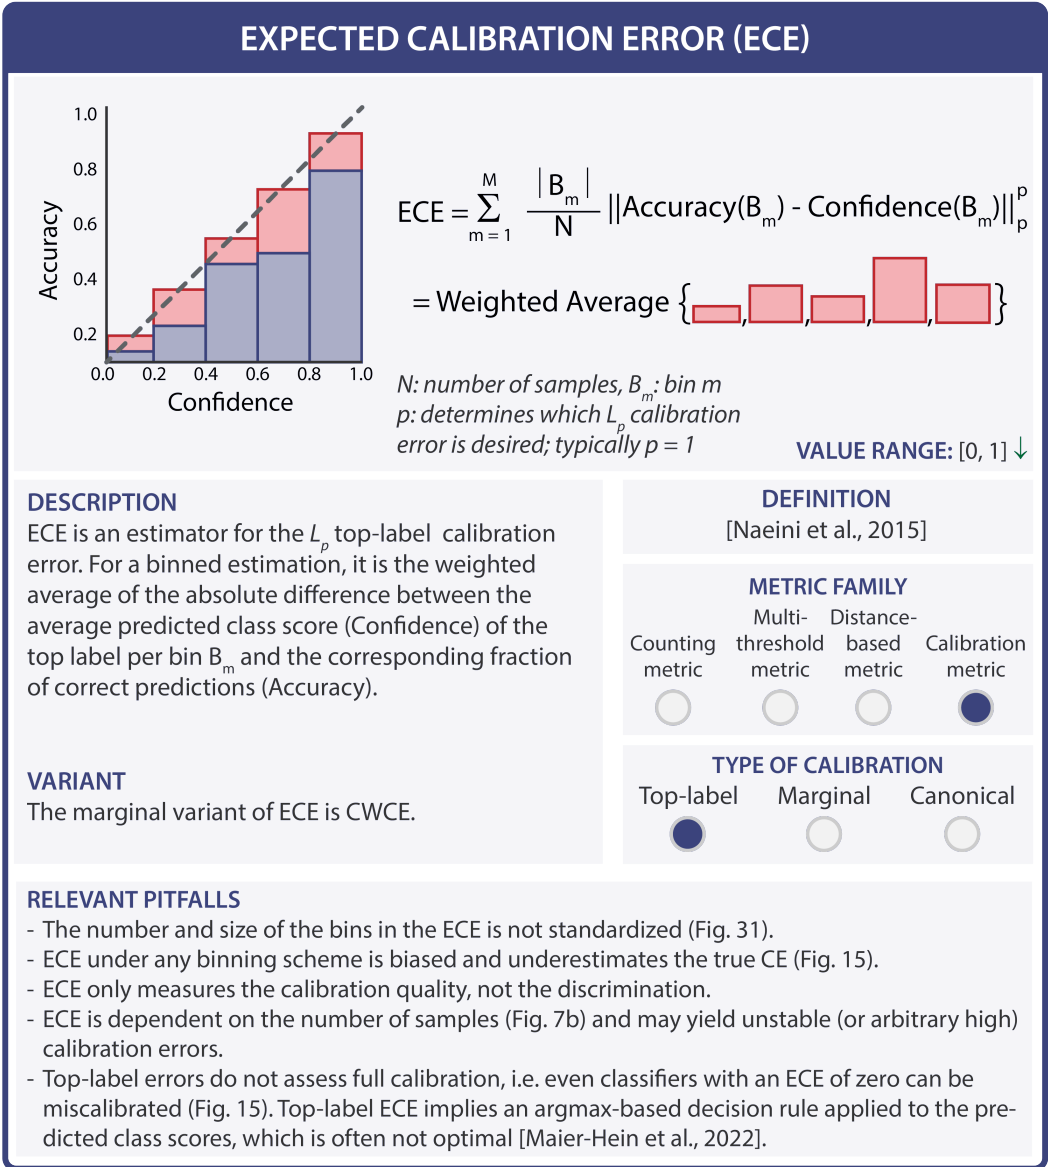 EXPECTED CALIBRATION ERROR (ECE)
1.0
0.8
0.6
0.4
0.2
Accuracy
0.0 0.2 0.4 0.6 0.8 1.0
Confidence
ECE = Σ_{m = 1}^{M} |B_m| / N ||Accuracy(B_m) - Confidence(B_m)||_p^p
= Weighted Average { , , , , }
N: number of samples, B_m: bin m
p: determines which L_p calibration
error is desired; typically p = 1
VALUE RANGE: [0, 1] ↓
DESCRIPTION
ECE is an estimator for the L_p top-label calibration
error. For a binned estimation, it is the weighted
average of the absolute difference between the
average predicted class score (Confidence) of the
top label per bin B_m and the corresponding fraction
of correct predictions (Accuracy).
VARIANT
The marginal variant of ECE is CWCE.
DEFINITION
[Naeini et al., 2015]
METRIC FAMILY
Counting
metric
Multi-
threshold
metric
Distance-
based
metric
Calibration
metric
TYPE OF CALIBRATION
Top-label Marginal Canonical
RELEVANT PITFALLS
- The number and size of the bins in the ECE is not standardized (Fig. 31).
- ECE under any binning scheme is biased and underestimates the true CE (Fig. 15).
- ECE only measures the calibration quality, not the discrimination.
- ECE is dependent on the number of samples (Fig. 7b) and may yield unstable (or arbitrary high)
calibration errors.
- Top-label errors do not assess full calibration, i.e. even classifiers with an ECE of zero can be
miscalibrated (Fig. 15). Top-label ECE implies an argmax-based decision rule applied to the pre-
dicted class scores, which is often not optimal [Maier-Hein et al., 2022].